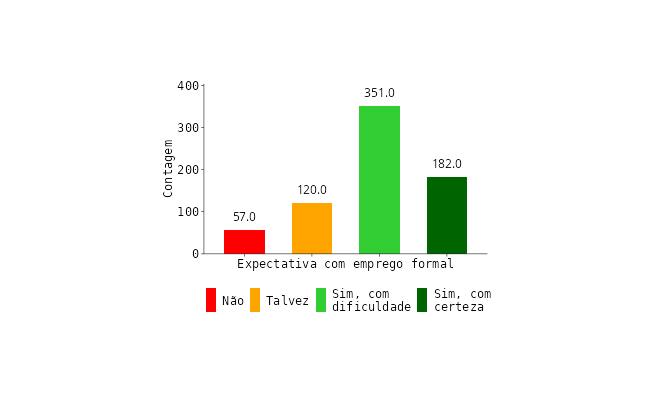 400
351.0
300
Contagem
200
182.0
120.0
100
57.0
0
Expectativa com emprego formal
Não
Talvez
Sim, com
dificuldade
Sim, com
certeza